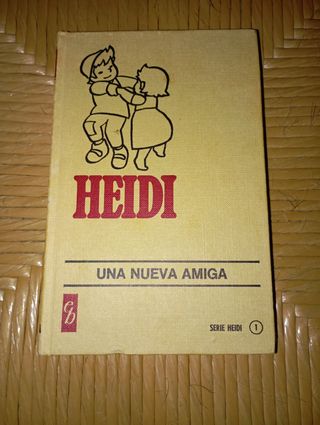 HEIDI
UNA NUEVA AMIGA
SERIE HEIDI 1